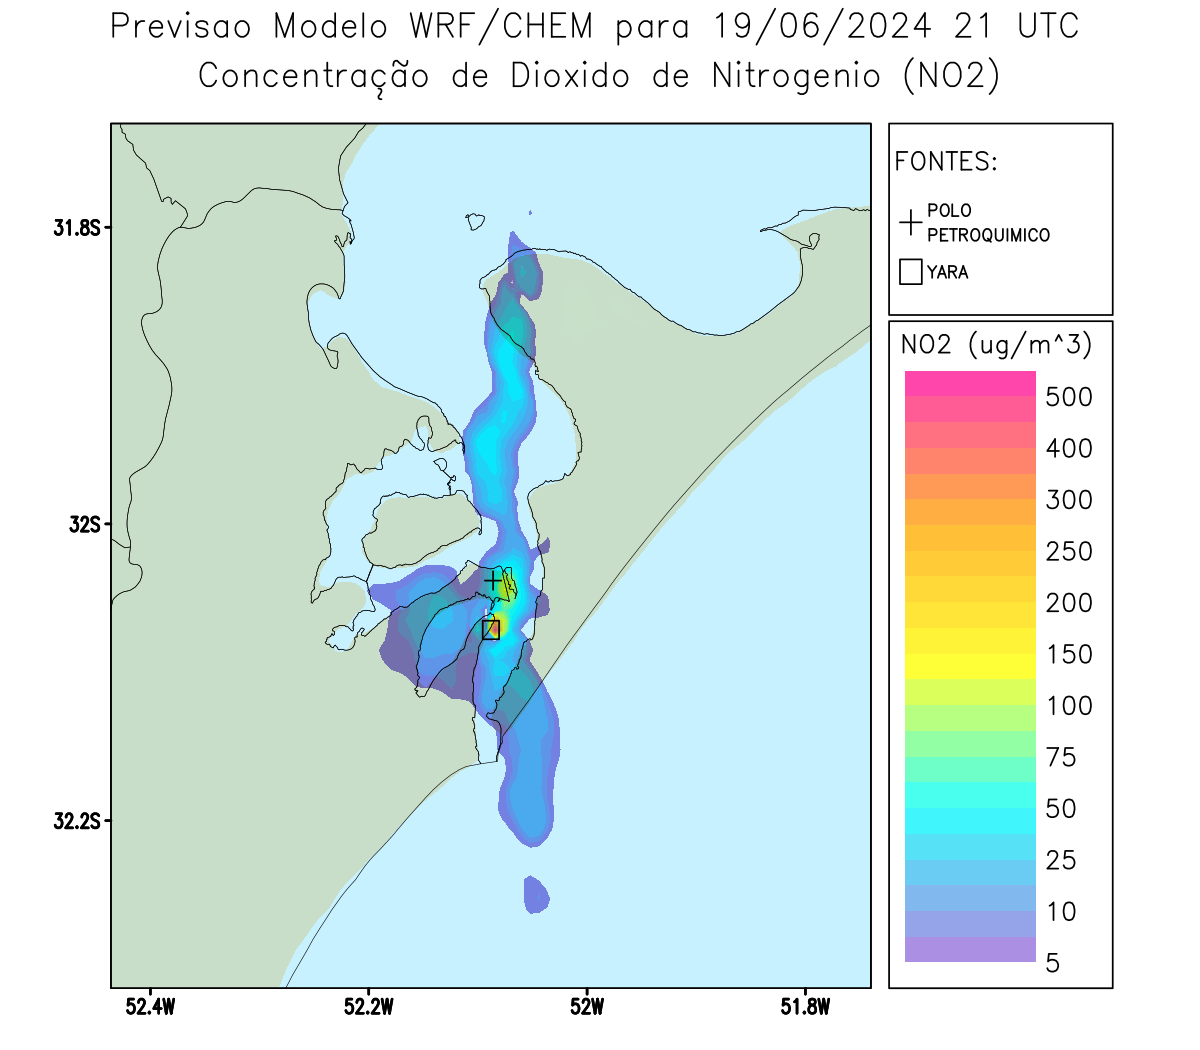 Previsao Modelo WRF/CHEM para 19/06/2024 21 UTC
Concentração de Dioxido de Nitrogenio (NO2)
FONTES:
POLO
PETROQUIMICO
YARA
NO2 (ug/m^3)
500
400
300
250
200
150
100
75
50
25
10
5
31.8S
32S
32.2S
52.4W
52.2W
52W
51.8W